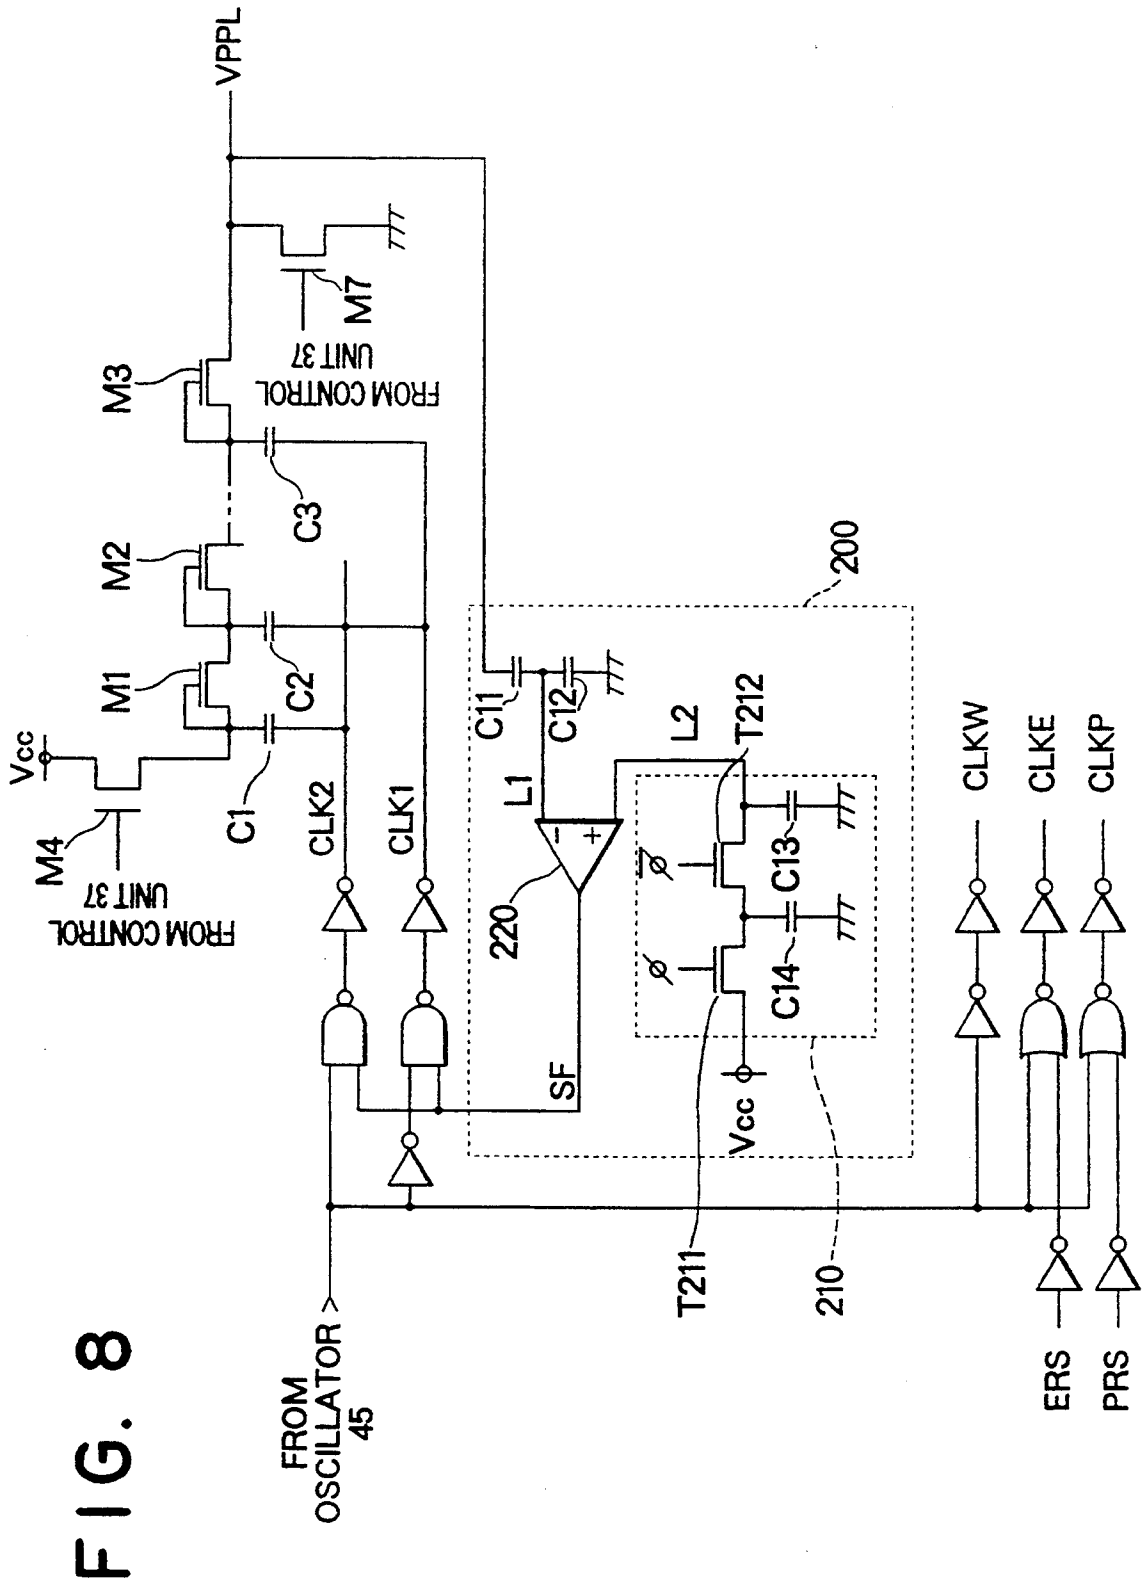 FIG. 8
FROM
OSCILLATOR
45
Vcc
M4
FROM CONTROL
UNIT 37
M1
M2
M3
VPPL
C1
C2
C3
M7
FROM CONTROL
UNIT 37
CLK2
CLK1
SF
220
L1
C11
C12
200
L2
T212
T211
Vcc
C14
C13
φ
φ̅
210
ERS
PRS
CLKW
CLKE
CLKP